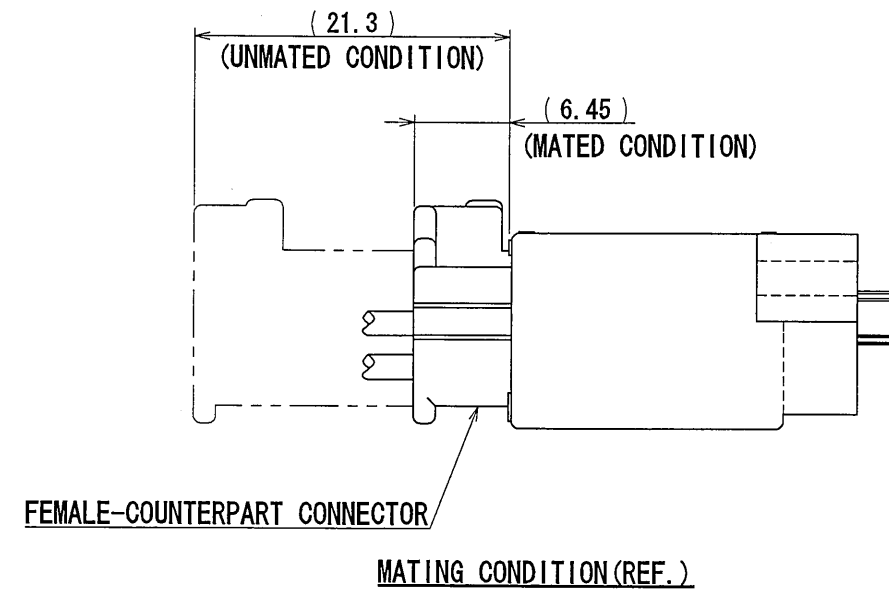 (21.3)
(UNMATED CONDITION)
(6.45)
(MATED CONDITION)
FEMALE-COUNTERPART CONNECTOR
MATING CONDITION(REF.)